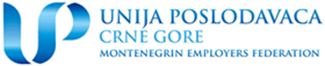 UNIJA POSLODAVACA
CRNE GORE
MONTENEGRIN EMPLOYERS FEDERATION